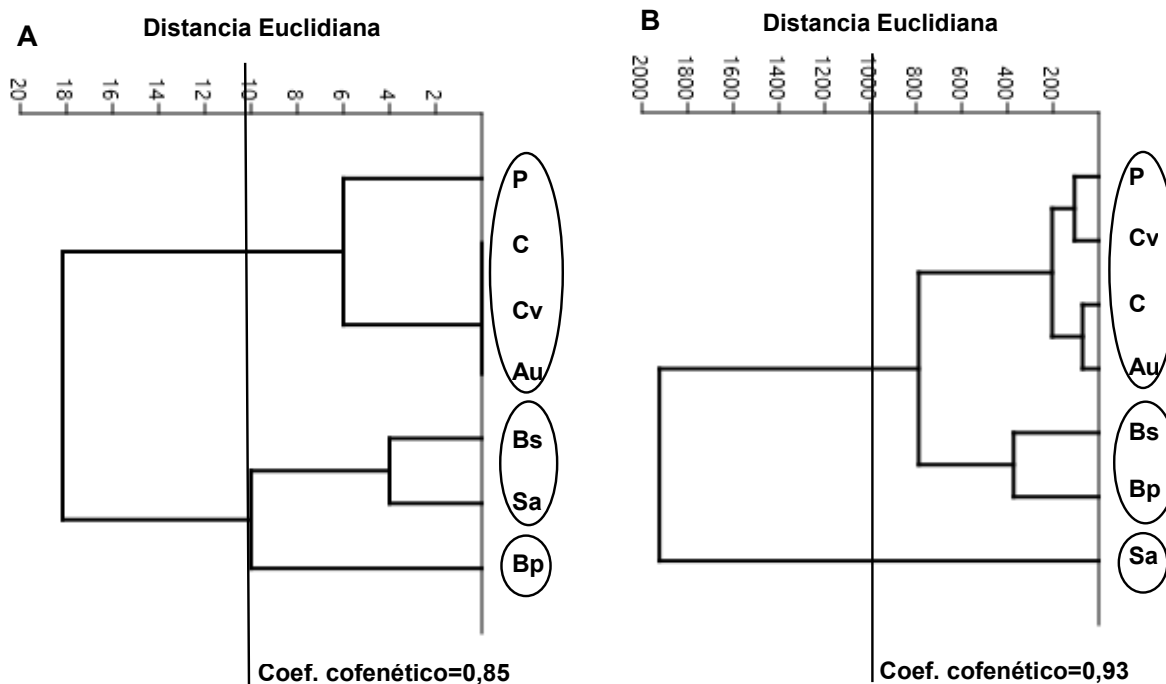 A
Distancia Euclidiana
20 18 16 14 12 10 8 6 4 2
P
C
Cv
Au
Bs
Sa
Bp
Coef. cofenético=0,85
B
Distancia Euclidiana
2000 1800 1600 1400 1200 1000 800 600 400 200
P
Cv
C
Au
Bs
Bp
Sa
Coef. cofenético=0,93